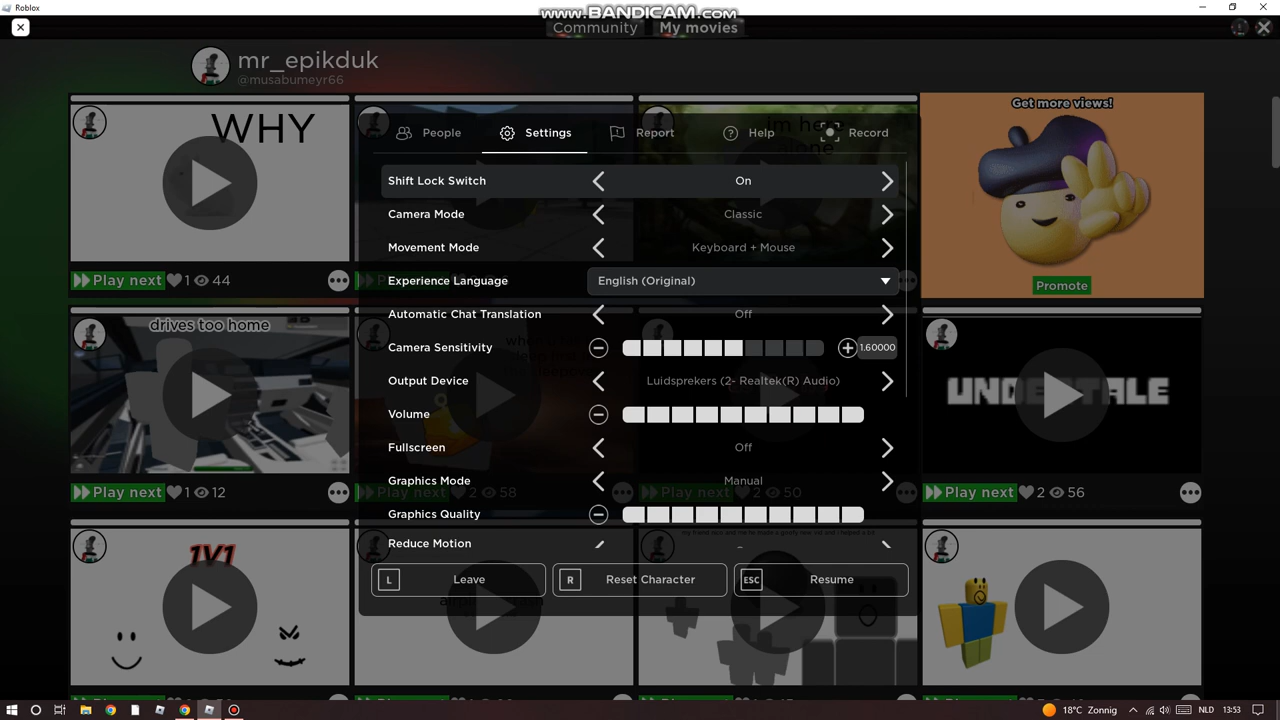 Roblox
www.BANDICAM.com
Community
My movies
mr_epikduk
@musabumeyr66
WHY
im here
alone
Get more views!
People
Settings
Report
Help
Record
Shift Lock Switch
On
Camera Mode
Classic
Movement Mode
Keyboard + Mouse
Promote
Play next 1 44
Experience Language
English (Original)
Automatic Chat Translation
Off
drives too home
Camera Sensitivity
1.60000
Output Device
Luidsprekers (2- Realtek(R) Audio)
UNDERTALE
Volume
Fullscreen
Off
Graphics Mode
Manual
Play next 1 12
2 58
2 50
Play next 2 56
Graphics Quality
Reduce Motion
1V1
L
Leave
R
Reset Character
ESC
Resume
18°C Zonnig
NLD
13:53